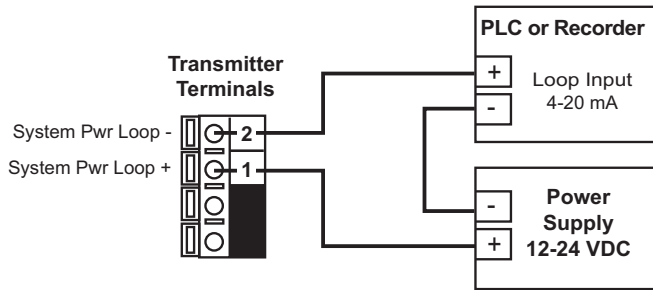 PLC or Recorder
+
Loop Input
4-20 mA
-
Transmitter
Terminals
System Pwr Loop -
2
System Pwr Loop +
1
-
Power
Supply
12-24 VDC
+